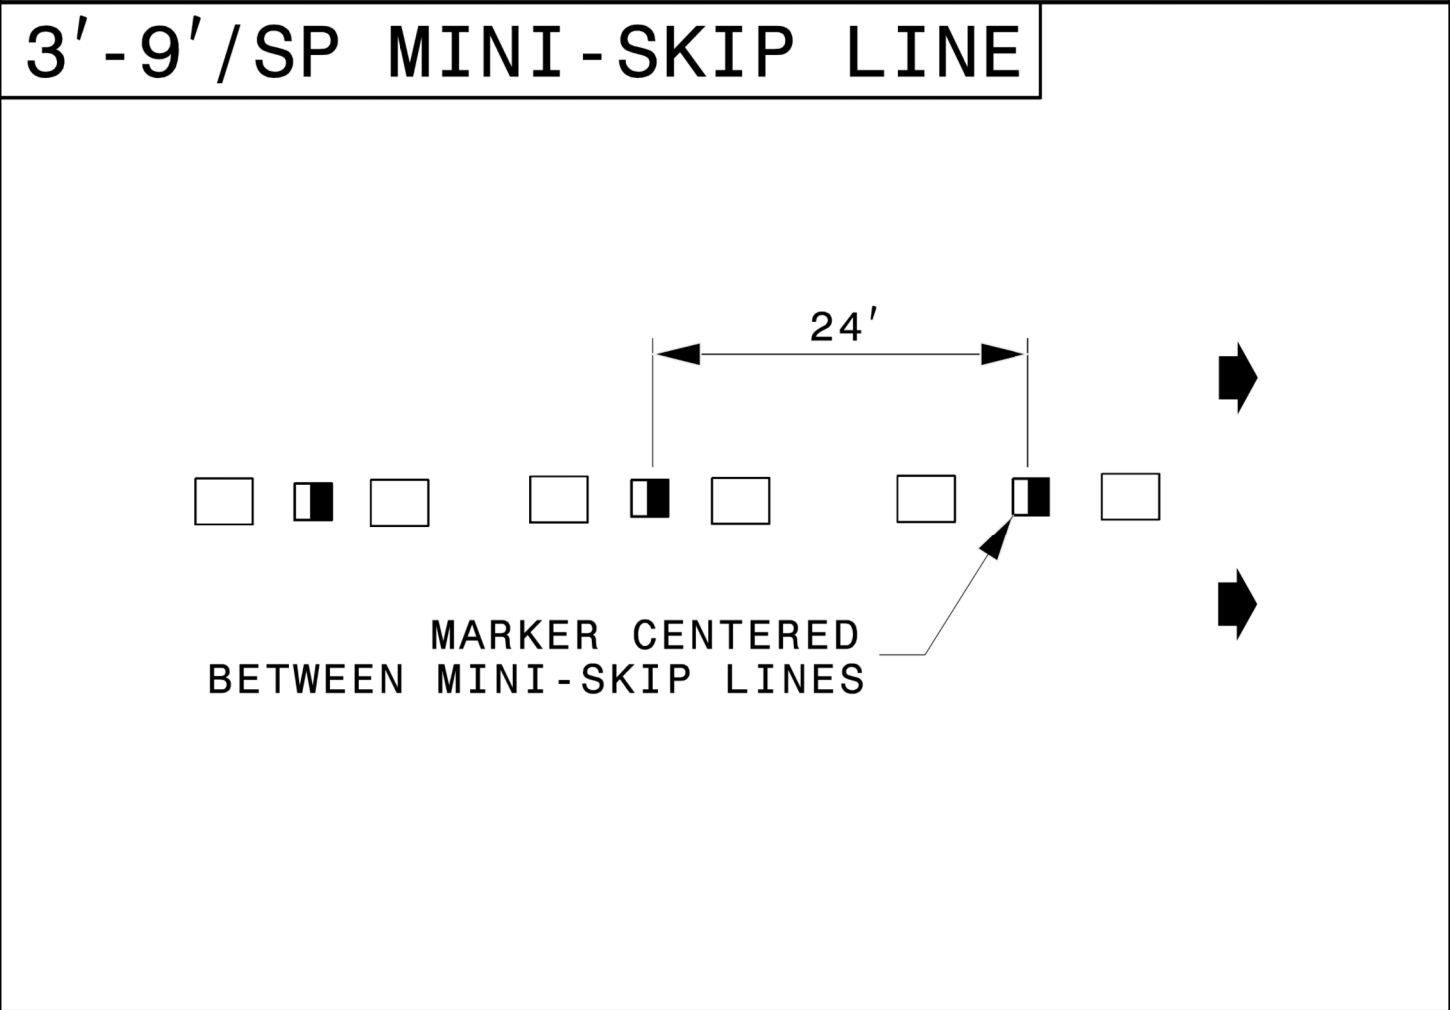 3'-9'/SP MINI-SKIP LINE
24'
MARKER CENTERED
BETWEEN MINI-SKIP LINES